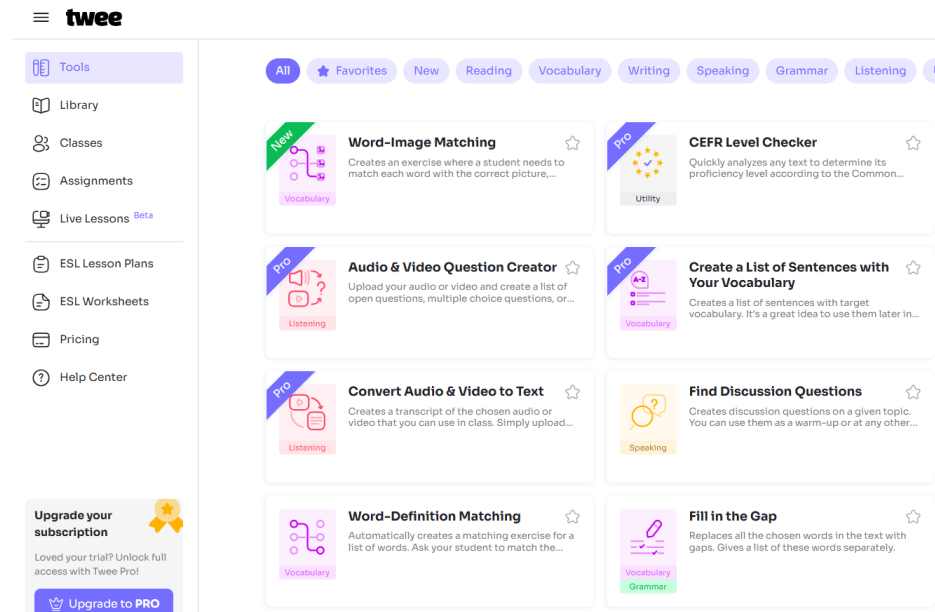 twee
Tools
Library
Classes
Assignments
Live Lessons Beta
ESL Lesson Plans
ESL Worksheets
Pricing
Help Center
Upgrade your
subscription
Loved your trial? Unlock full
access with Twee Pro!
Upgrade to PRO
All
Favorites
New
Reading
Vocabulary
Writing
Speaking
Grammar
Listening
New
Vocabulary
Word-Image Matching
Creates an exercise where a student needs to
match each word with the correct picture,...
Pro
Utility
CEFR Level Checker
Quickly analyzes any text to determine its
proficiency level according to the Common...
Pro
Listening
Audio & Video Question Creator
Upload your audio or video and create a list of
open questions, multiple choice questions, or...
Pro
A-Z
Vocabulary
Create a List of Sentences with
Your Vocabulary
Creates a list of sentences with target
vocabulary. It's a great idea to use them later in...
Pro
Listening
Convert Audio & Video to Text
Creates a transcript of the chosen audio or
video that you can use in class. Simply upload...
Speaking
Find Discussion Questions
Creates discussion questions on a given topic.
You can use them as a warm-up or at any other...
Vocabulary
Word-Definition Matching
Automatically creates a matching exercise for a
list of words. Ask your student to match the...
Vocabulary
Grammar
Fill in the Gap
Replaces all the chosen words in the text with
gaps. Gives a list of these words separately.